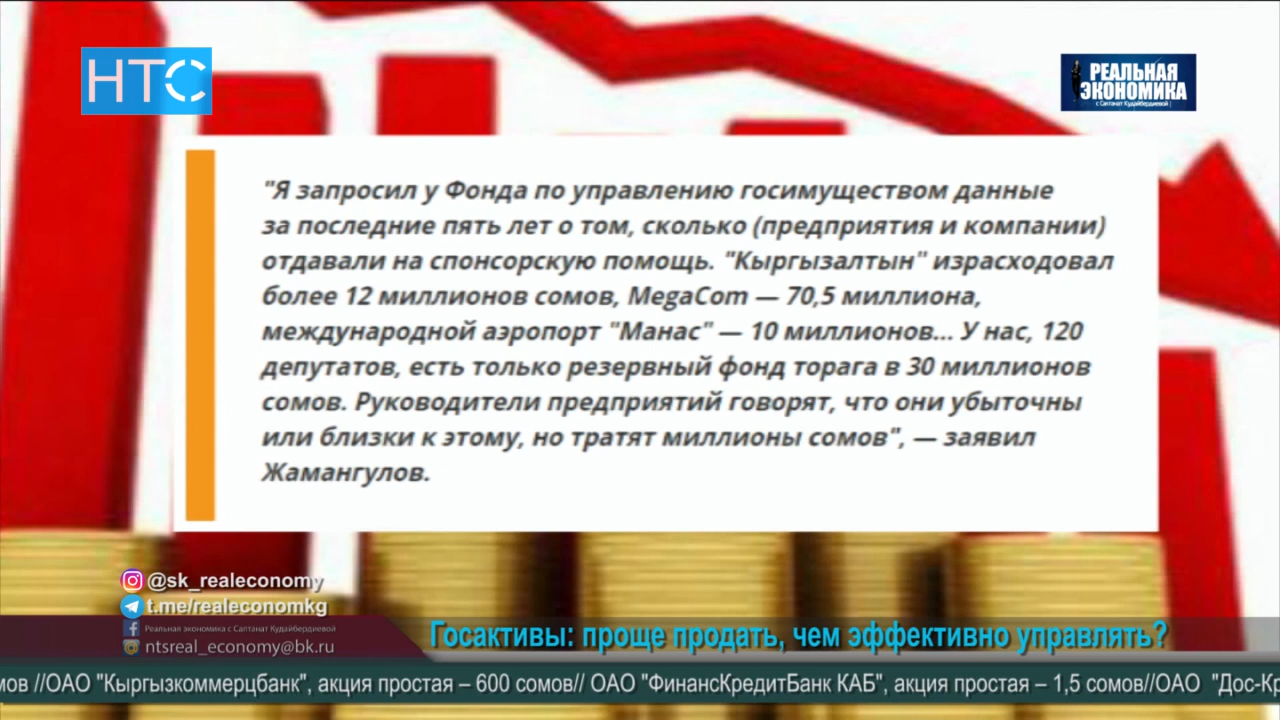 НТС
РЕАЛЬНАЯ
ЭКОНОМИКА
с Салтанат Кудайбердиевой
"Я запросил у Фонда по управлению госимуществом данные
за последние пять лет о том, сколько (предприятия и компании)
отдавали на спонсорскую помощь. "Кыргызалтын" израсходовал
более 12 миллионов сомов, MegaCom — 70,5 миллиона,
международной аэропорт "Манас" — 10 миллионов... У нас, 120
депутатов, есть только резервный фонд торага в 30 миллионов
сомов. Руководители предприятий говорят, что они убыточны
или близки к этому, но тратят миллионы сомов", — заявил
Жамангулов.
@sk_realeconomy
t.me/realeconomkg
Реальная экономика с Салтанат Кудайбердиевой
ntsreal_economy@bk.ru
Госактивы: проще продать, чем эффективно управлять?
мов //ОАО "Кыргызкоммерцбанк", акция простая – 600 сомов// ОАО "ФинансКредитБанк КАБ", акция простая – 1,5 сомов//ОАО "Дос-Кр